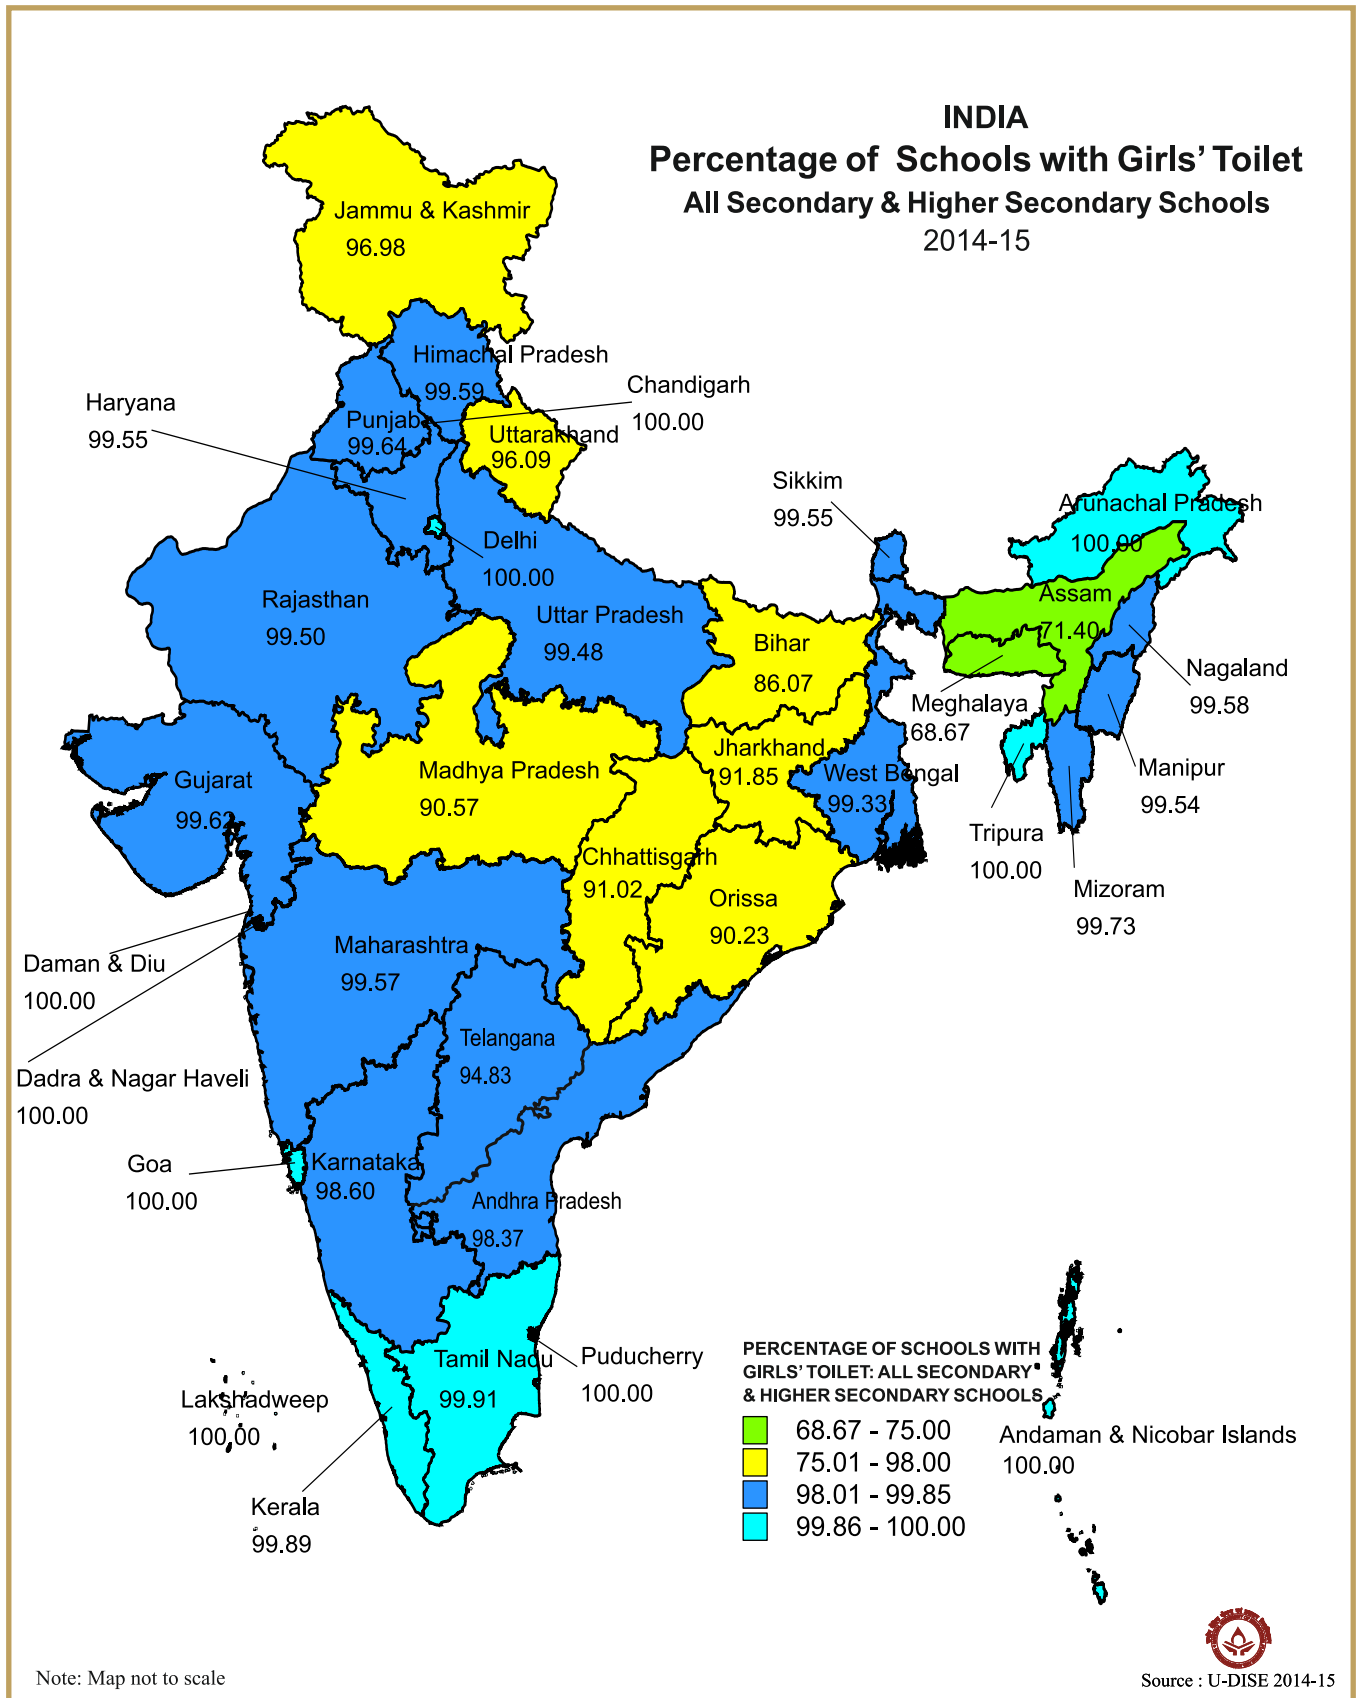 INDIA
Percentage of Schools with Girls' Toilet
All Secondary & Higher Secondary Schools
2014-15
Jammu & Kashmir
96.98
Himachal Pradesh
99.59
Chandigarh
100.00
Haryana
99.55
Punjab
99.64
Uttarakhand
96.09
Sikkim
99.55
Arunachal Pradesh
100.00
Delhi
100.00
Rajasthan
99.50
Uttar Pradesh
99.48
Assam
71.40
Bihar
86.07
Nagaland
99.58
Meghalaya
68.67
Jharkhand
91.85
Madhya Pradesh
90.57
West Bengal
99.33
Gujarat
99.62
Manipur
99.54
Tripura
100.00
Chhattisgarh
91.02
Mizoram
99.73
Orissa
90.23
Maharashtra
99.57
Daman & Diu
100.00
Telangana
94.83
Dadra & Nagar Haveli
100.00
Goa
100.00
Karnataka
98.60
Andhra Pradesh
98.37
Tamil Nadu
99.91
Puducherry
100.00
Lakshadweep
100.00
Kerala
99.89
PERCENTAGE OF SCHOOLS WITH
GIRLS' TOILET: ALL SECONDARY
& HIGHER SECONDARY SCHOOLS
68.67 - 75.00
75.01 - 98.00
98.01 - 99.85
99.86 - 100.00
Andaman & Nicobar Islands
100.00
Note: Map not to scale
Source : U-DISE 2014-15